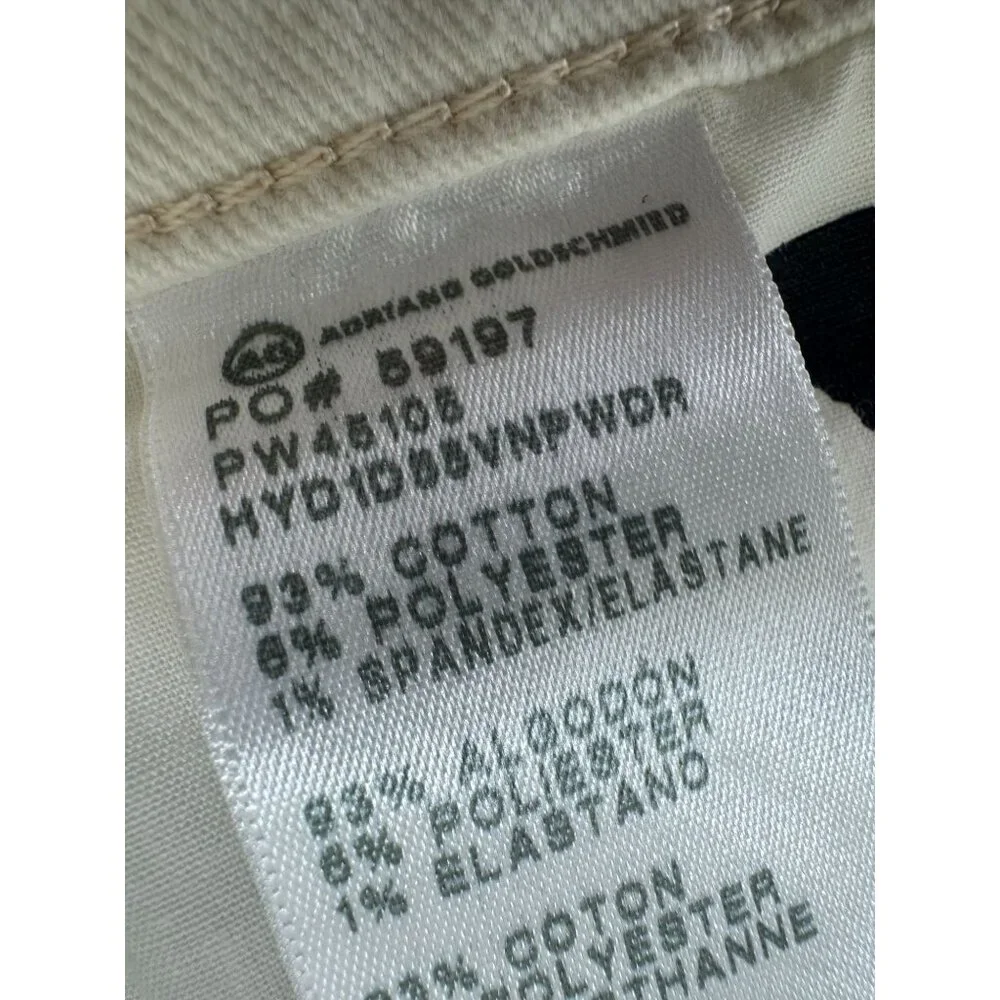 AG ADRIANO GOLDSCHMIED
PO# 59197
PW45105
HYD1D55VNPWDR
93% COTTON
6% POLYESTER
1% SPANDEX/ELASTANE
93% ALGODÓN
6% POLIESTER
1% ELASTANO
93% COTON
POLYESTER